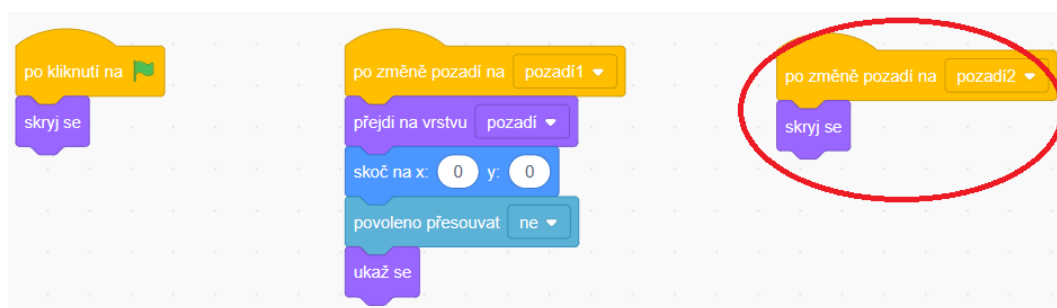 po kliknutí na
skryj se
po změně pozadí na pozadí1
přejdi na vrstvu pozadí
skoč na x: 0 y: 0
povoleno přesouvat ne
ukaž se
po změně pozadí na pozadí2
skryj se